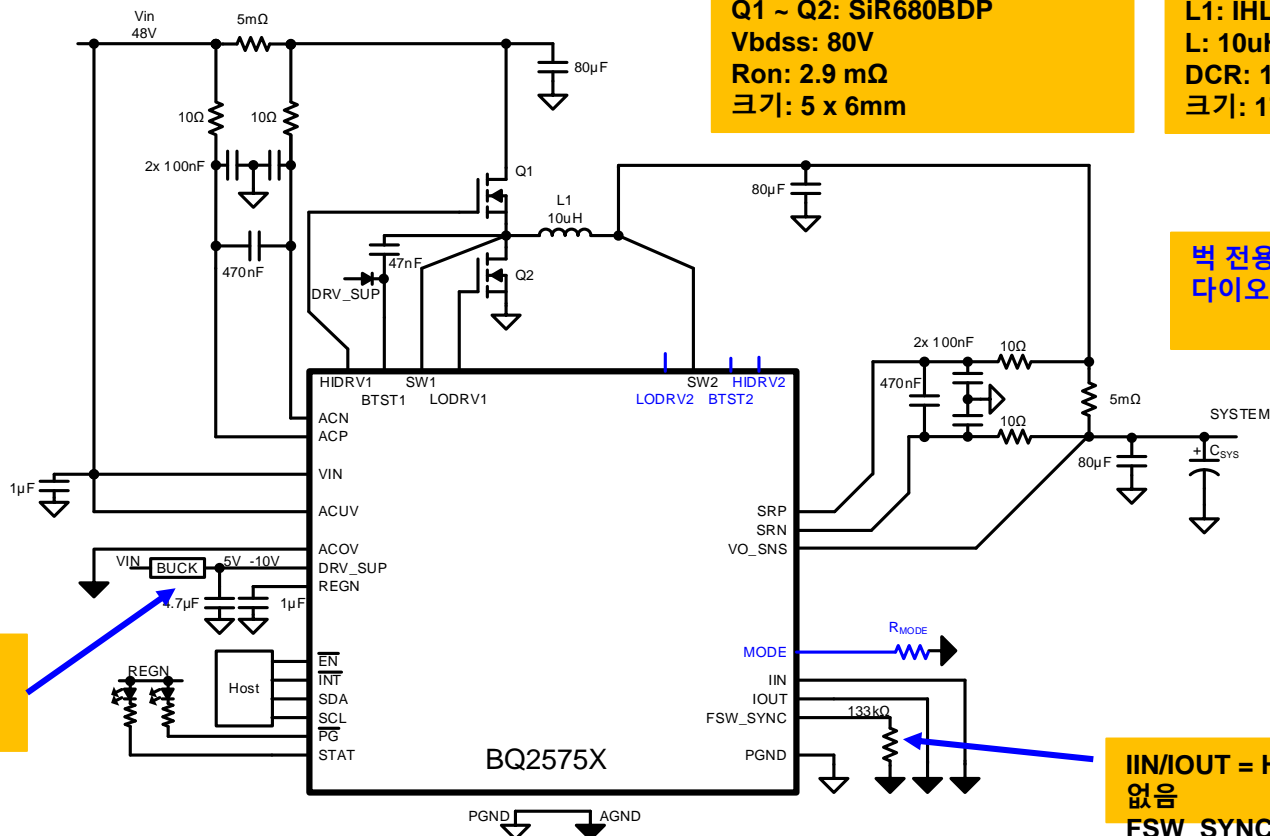 Vin
48V
5mΩ
80µF
Q1 ~ Q2: SiR680BDP
Vbdss: 80V
Ron: 2.9 mΩ
크기: 5 x 6mm
L1: IHL
L: 10uH
DCR: 1
크기: 1
10Ω
10Ω
2x 100nF
470nF
Q1
L1
10uH
80µF
47nF
Q2
DRV_SUP
벅 전용
다이오
2x 100nF
10Ω
470nF
10Ω
5mΩ
SYSTEM
80µF
+
CSYS
HIDRV1
BTST1
SW1
LODRV1
LODRV2
SW2
BTST2
HIDRV2
ACN
ACP
VIN
1µF
ACUV
ACOV
VIN
BUCK
5V -10V
DRV_SUP
REGN
4.7µF
1µF
SRP
SRN
VO_SNS
REGN
Host
EN
INT
SDA
SCL
PG
STAT
BQ2575X
MODE
RMODE
IIN
IOUT
FSW_SYNC
133kΩ
PGND
PGND
AGND
IIN/IOUT = H
없음
FSW_SYNC